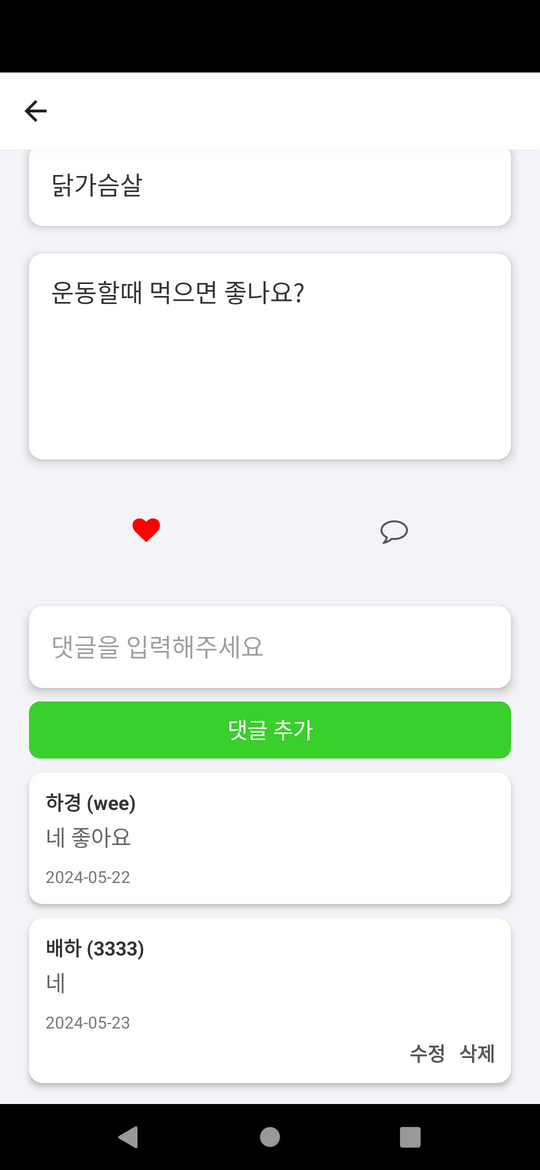 닭가슴살
운동할때 먹으면 좋나요?
댓글을 입력해주세요
댓글 추가
하경 (wee)
네 좋아요
2024-05-22
배하 (3333)
네
2024-05-23
수정 삭제